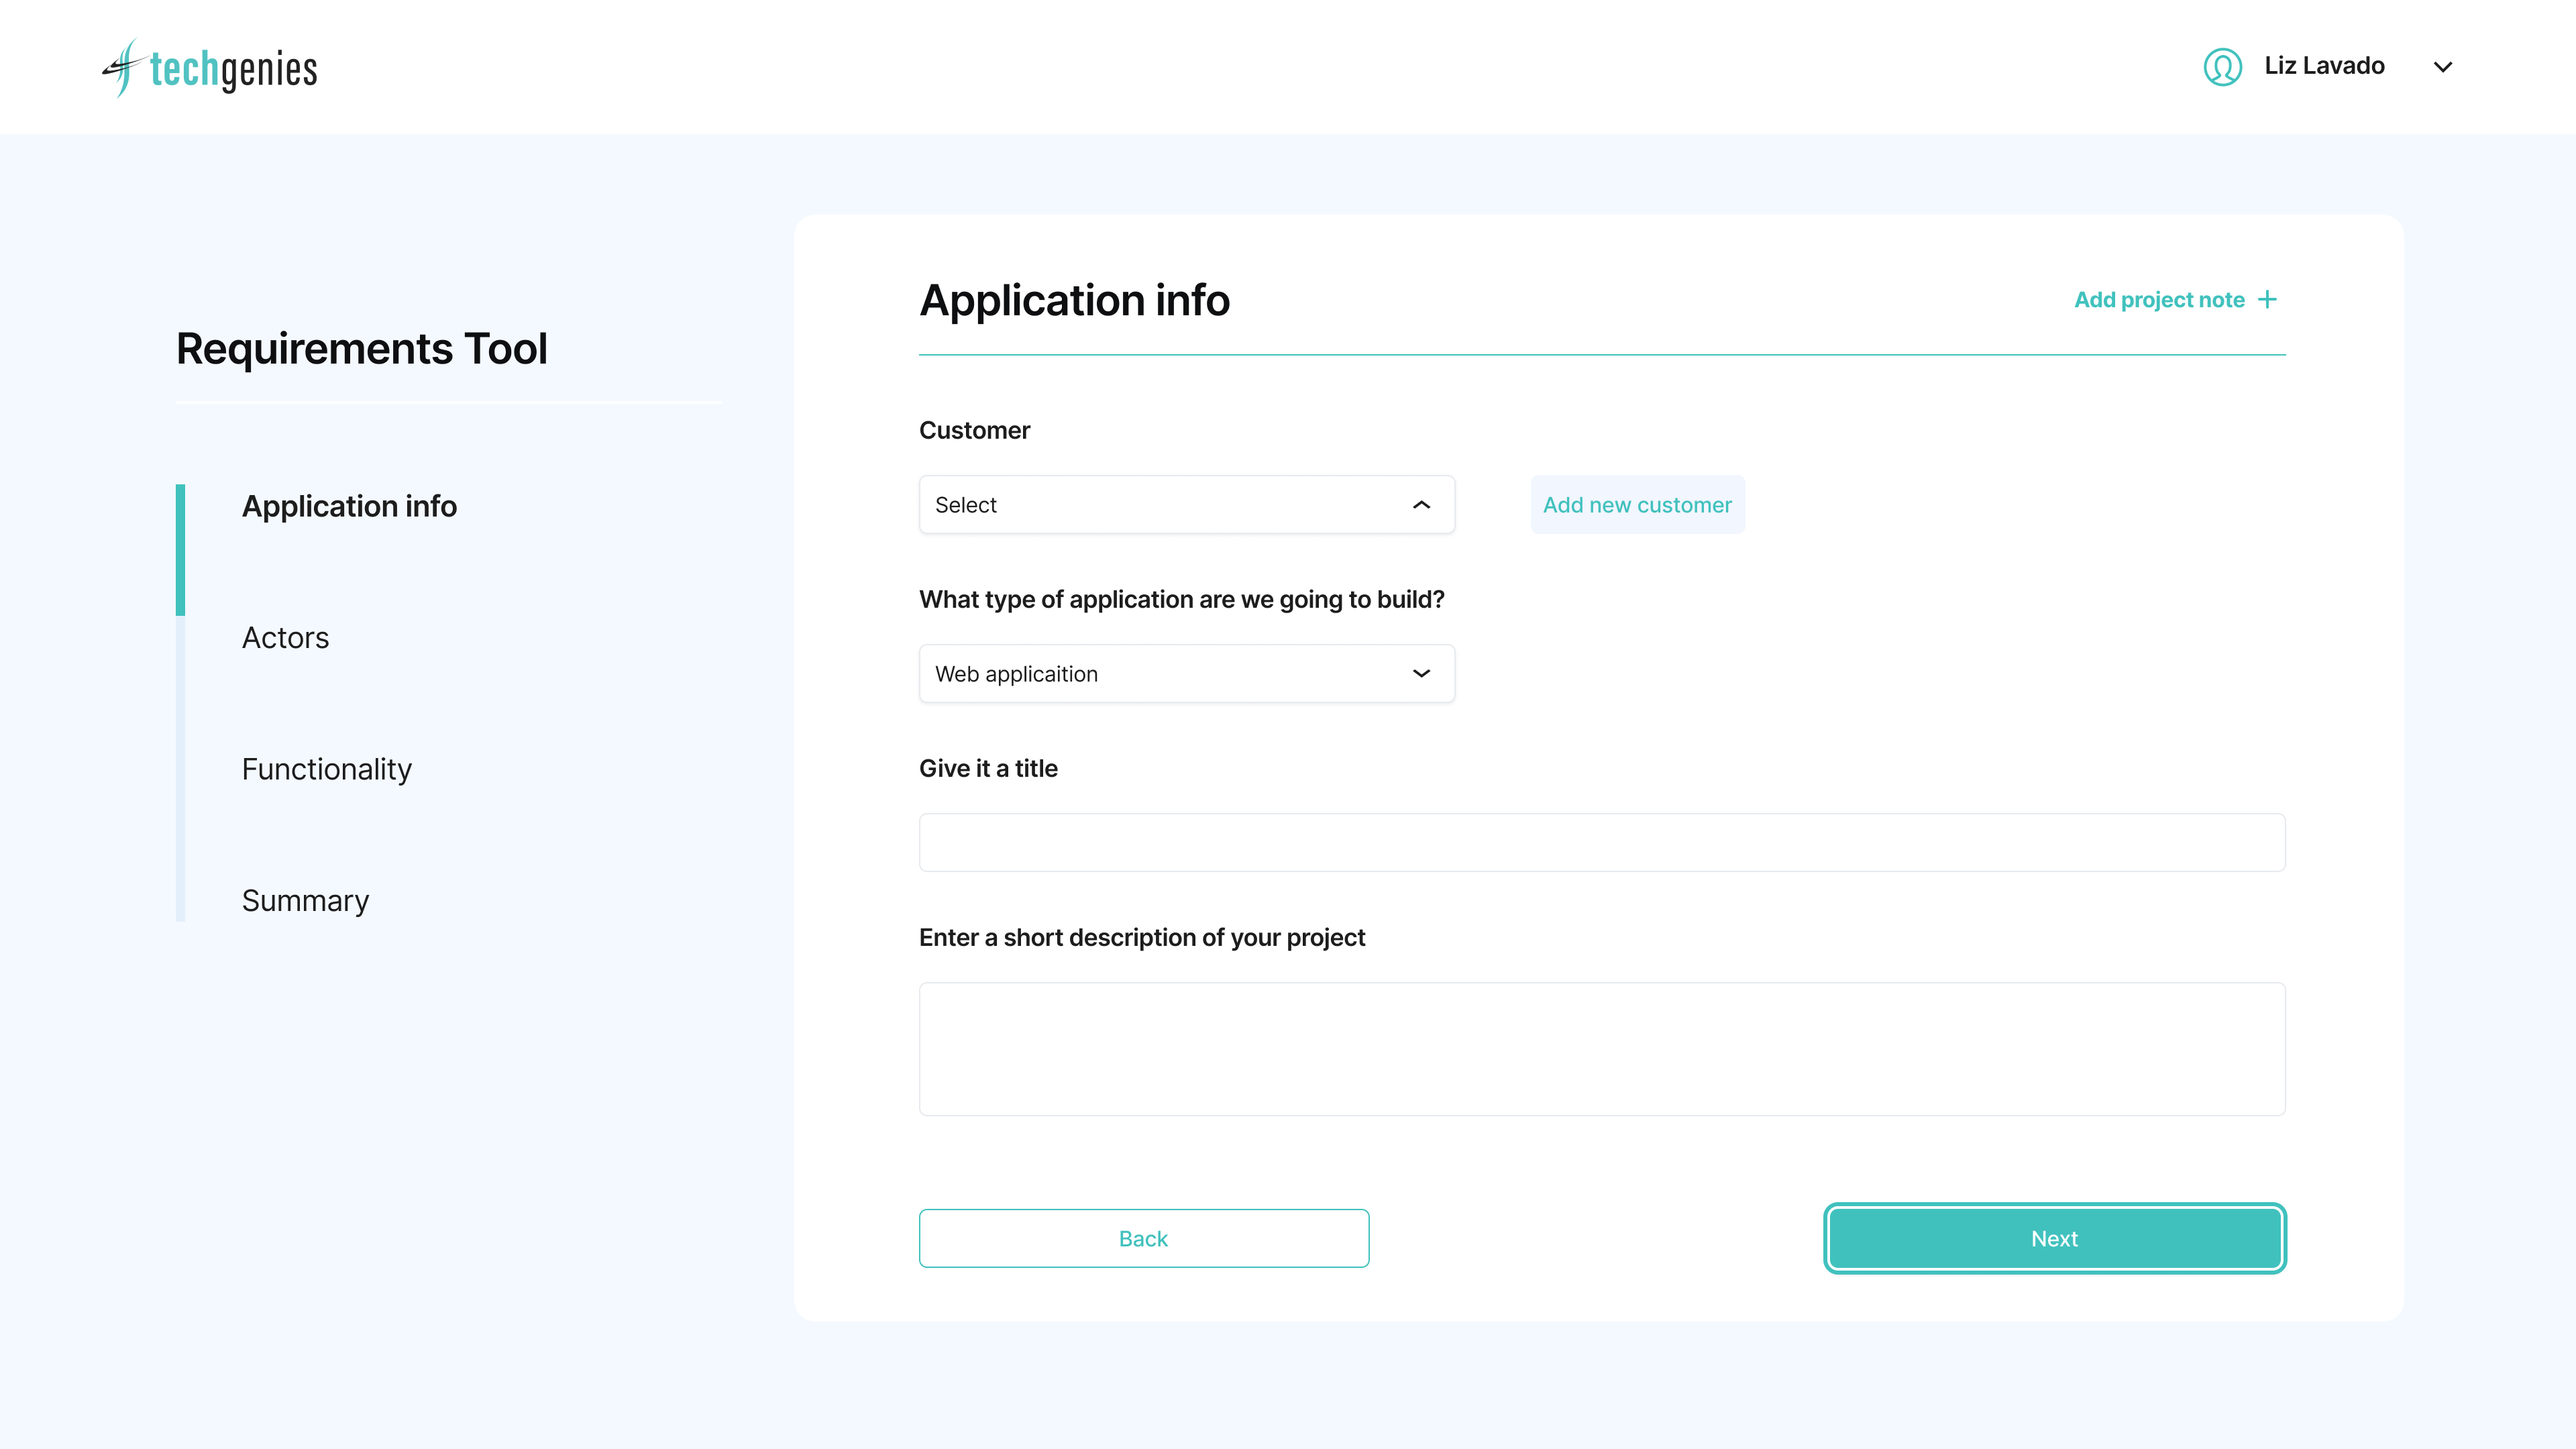 techgenies
Liz Lavado
Requirements Tool
Application info
Actors
Functionality
Summary
Application info
Add project note
Customer
Select
Add new customer
What type of application are we going to build?
Web applicaition
Give it a title
Enter a short description of your project
Back
Next